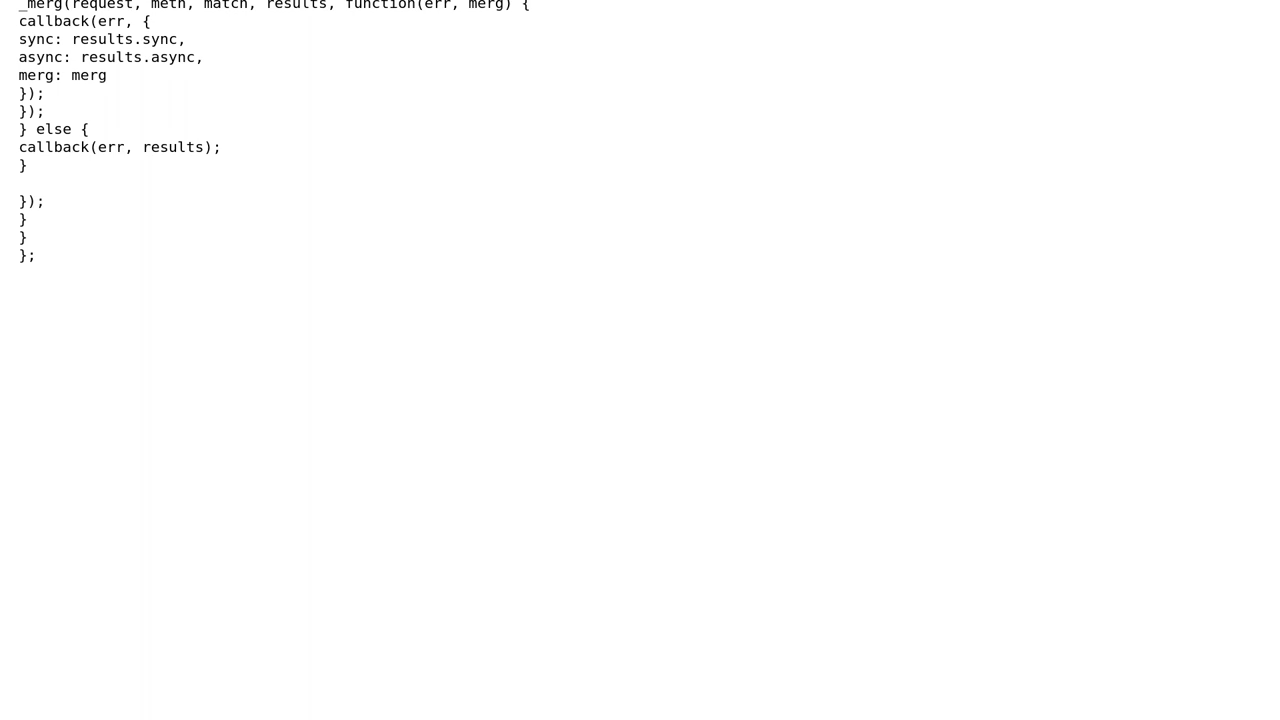 _merg(request, meth, match, results, function(err, merg) {
callback(err, {
sync: results.sync,
async: results.async,
merg: merg
});
});
} else {
callback(err, results);
}

});
}
}
};